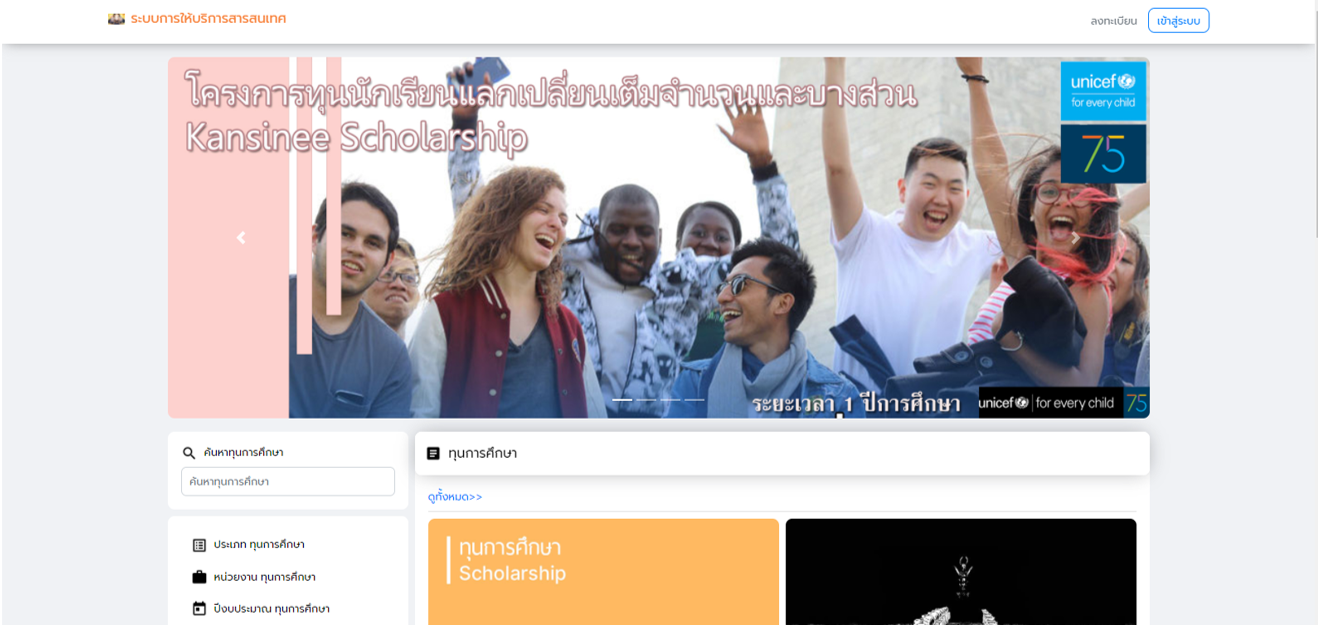 ระบบการให้บริการสารสนเทศ
ลงทะเบียน
เข้าสู่ระบบ
โครงการทุนนักเรียนแลกเปลี่ยนเต็มจำนวนและบางส่วน
Kansinee Scholarship
unicef
for every child
75
ระยะเวลา 1 ปีการศึกษา
unicef for every child 75
ค้นหาทุนการศึกษา
ค้นหาทุนการศึกษา
ประเภท ทุนการศึกษา
หน่วยงาน ทุนการศึกษา
ปีงบประมาณ ทุนการศึกษา
ทุนการศึกษา
ดูทั้งหมด>>
ทุนการศึกษา
Scholarship